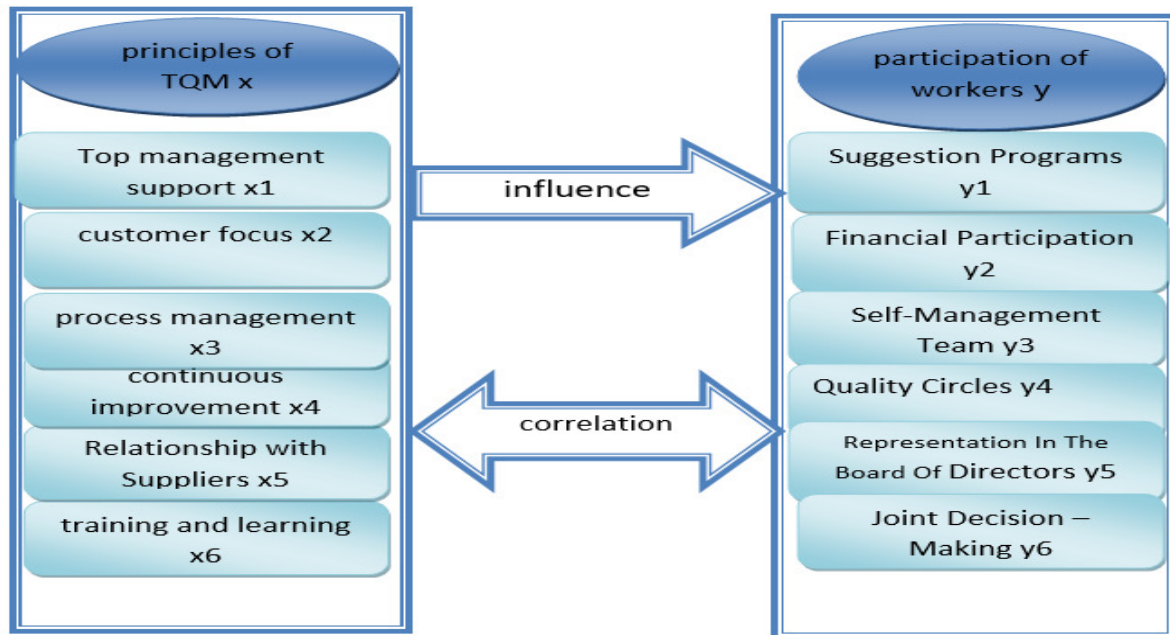 principles of
TQM x
Top management
support x1
customer focus x2
process management
x3
continuous
improvement x4
Relationship with
Suppliers x5
training and learning
x6
influence
correlation
participation of
workers y
Suggestion Programs
y1
Financial Participation
y2
Self-Management
Team y3
Quality Circles y4
Representation In The
Board Of Directors y5
Joint Decision –
Making y6